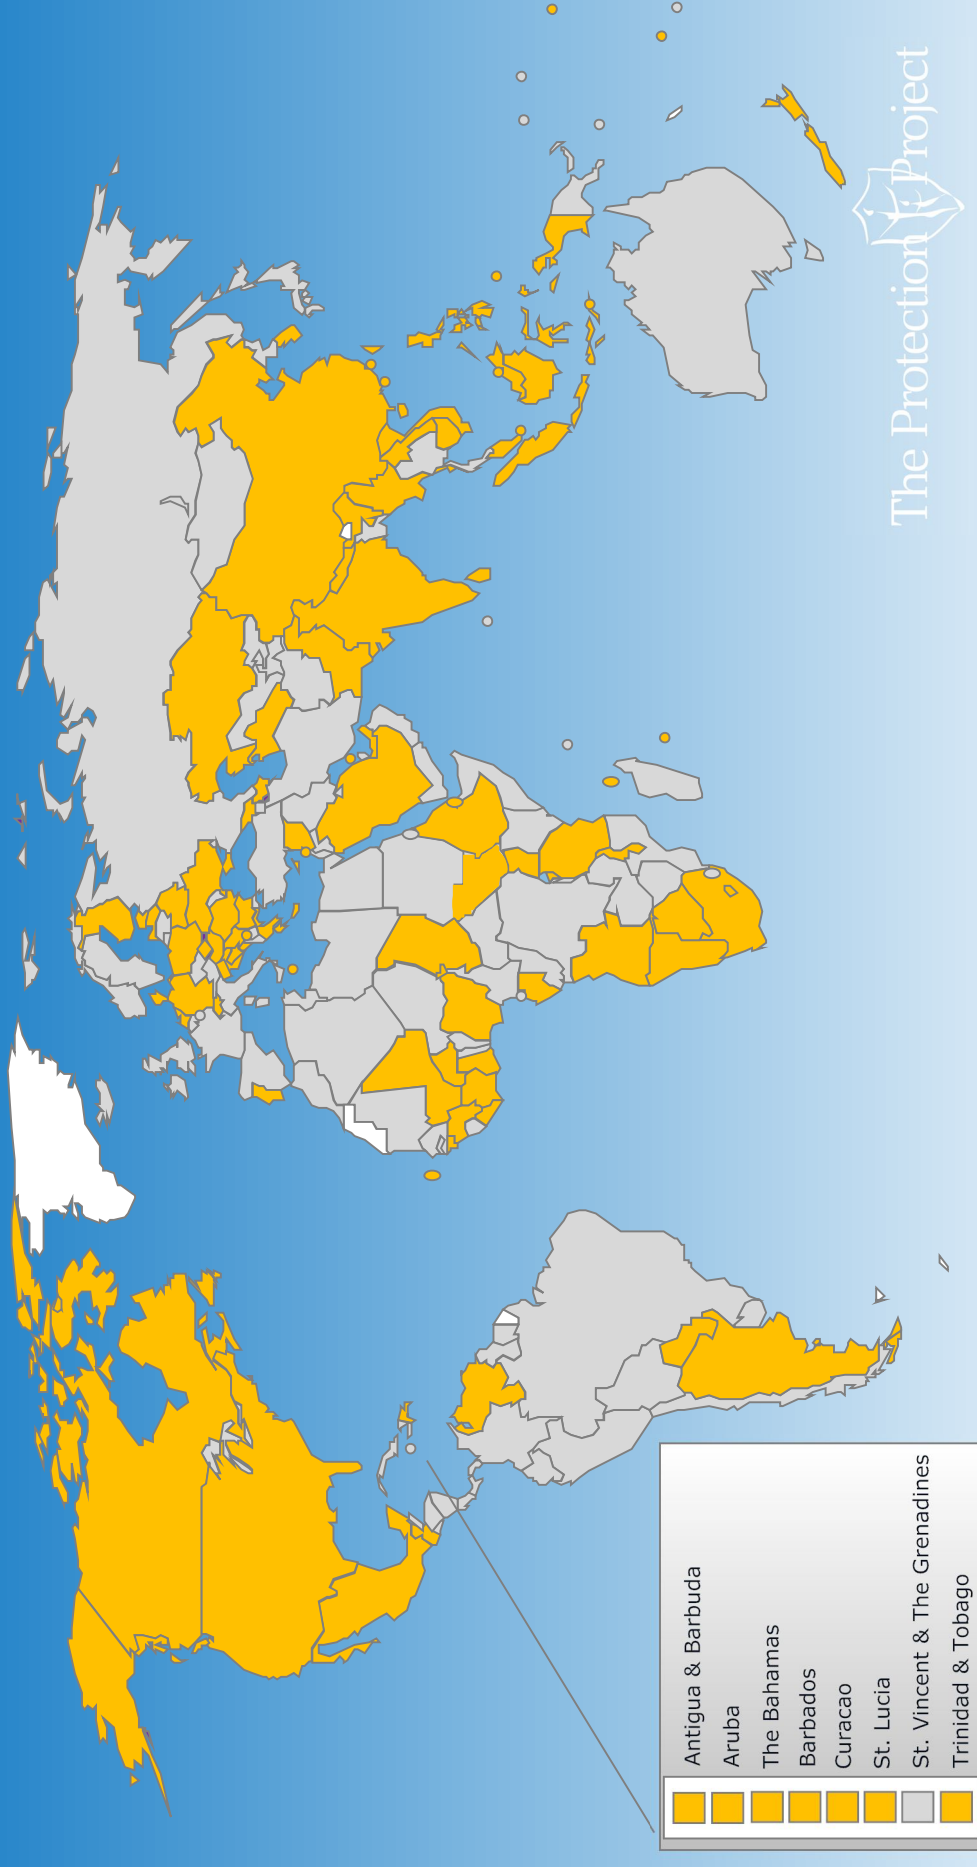 The Protection Project
Antigua & Barbuda
Aruba
The Bahamas
Barbados
Curacao
St. Lucia
St. Vincent & The Grenadines
Trinidad & Tobago